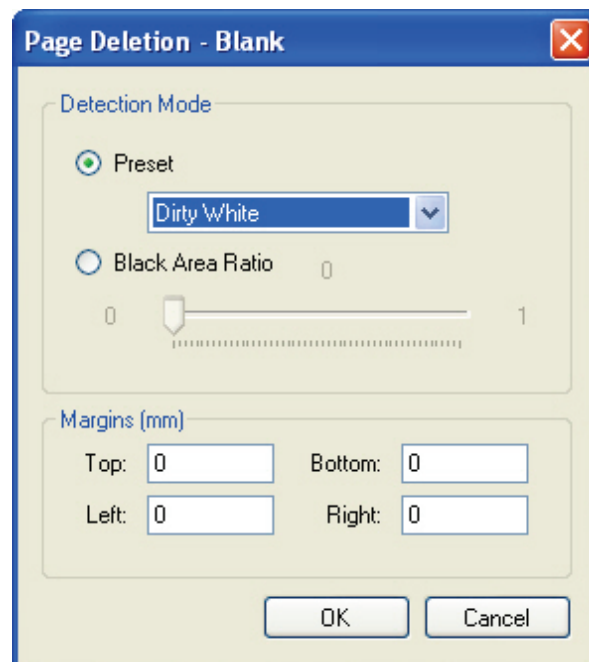 Page Deletion - Blank
Detection Mode
Preset
Dirty White
Black Area Ratio 0
0 1
Margins (mm)
Top: 0 Bottom: 0
Left: 0 Right: 0
OK Cancel